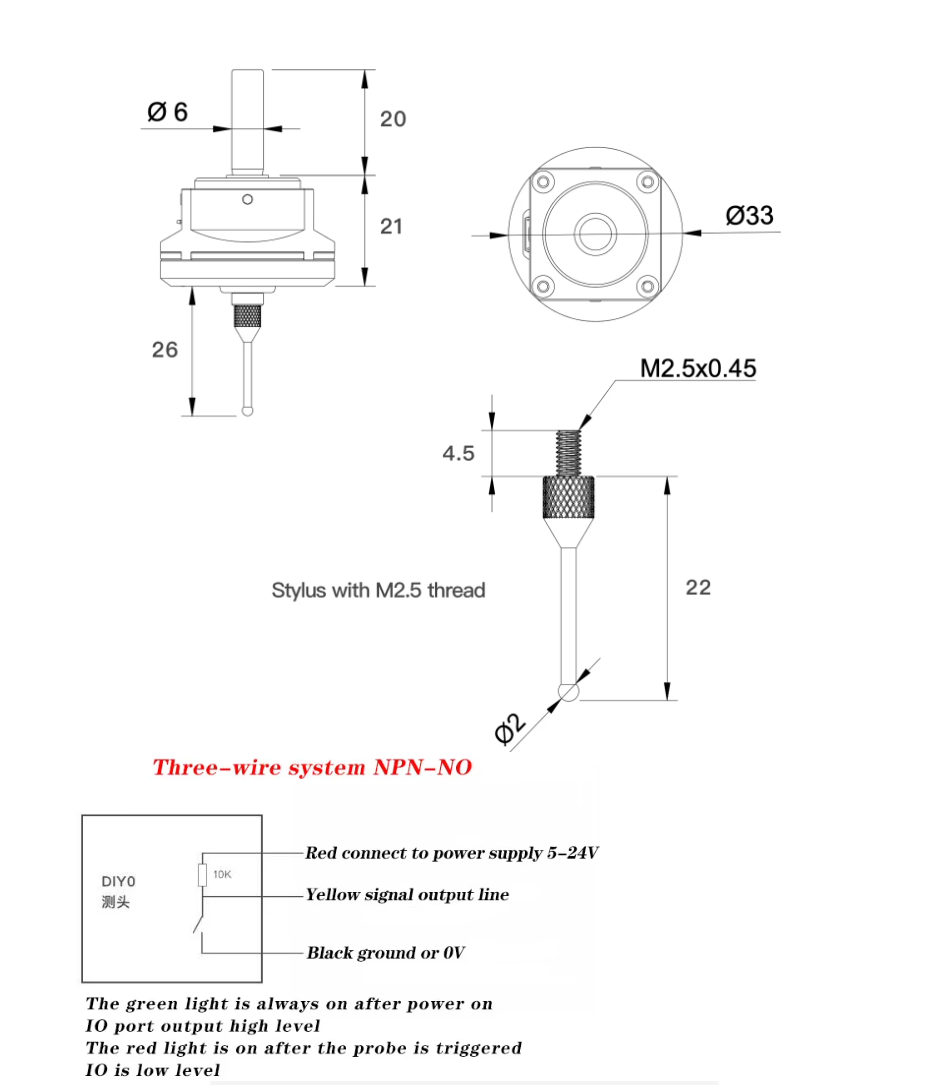 Ø 6
20
21
26
Ø33
M2.5x0.45
4.5
Stylus with M2.5 thread
22
Ø2
Three-wire system NPN-NO
Red connect to power supply 5-24V
10K
DIY0
测头
Yellow signal output line
Black ground or 0V
The green light is always on after power on
IO port output high level
The red light is on after the probe is triggered
IO is low level